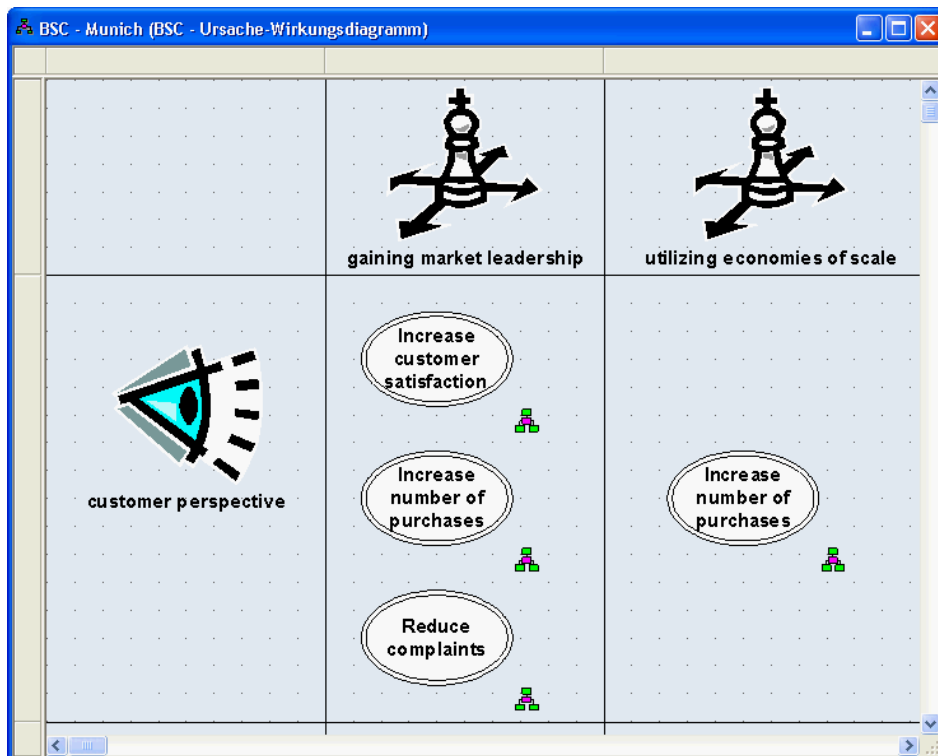 BSC - Munich (BSC - Ursache-Wirkungsdiagramm)
gaining market leadership
utilizing economies of scale
customer perspective
Increase
customer
satisfaction
Increase
number of
purchases
Increase
number of
purchases
Reduce
complaints